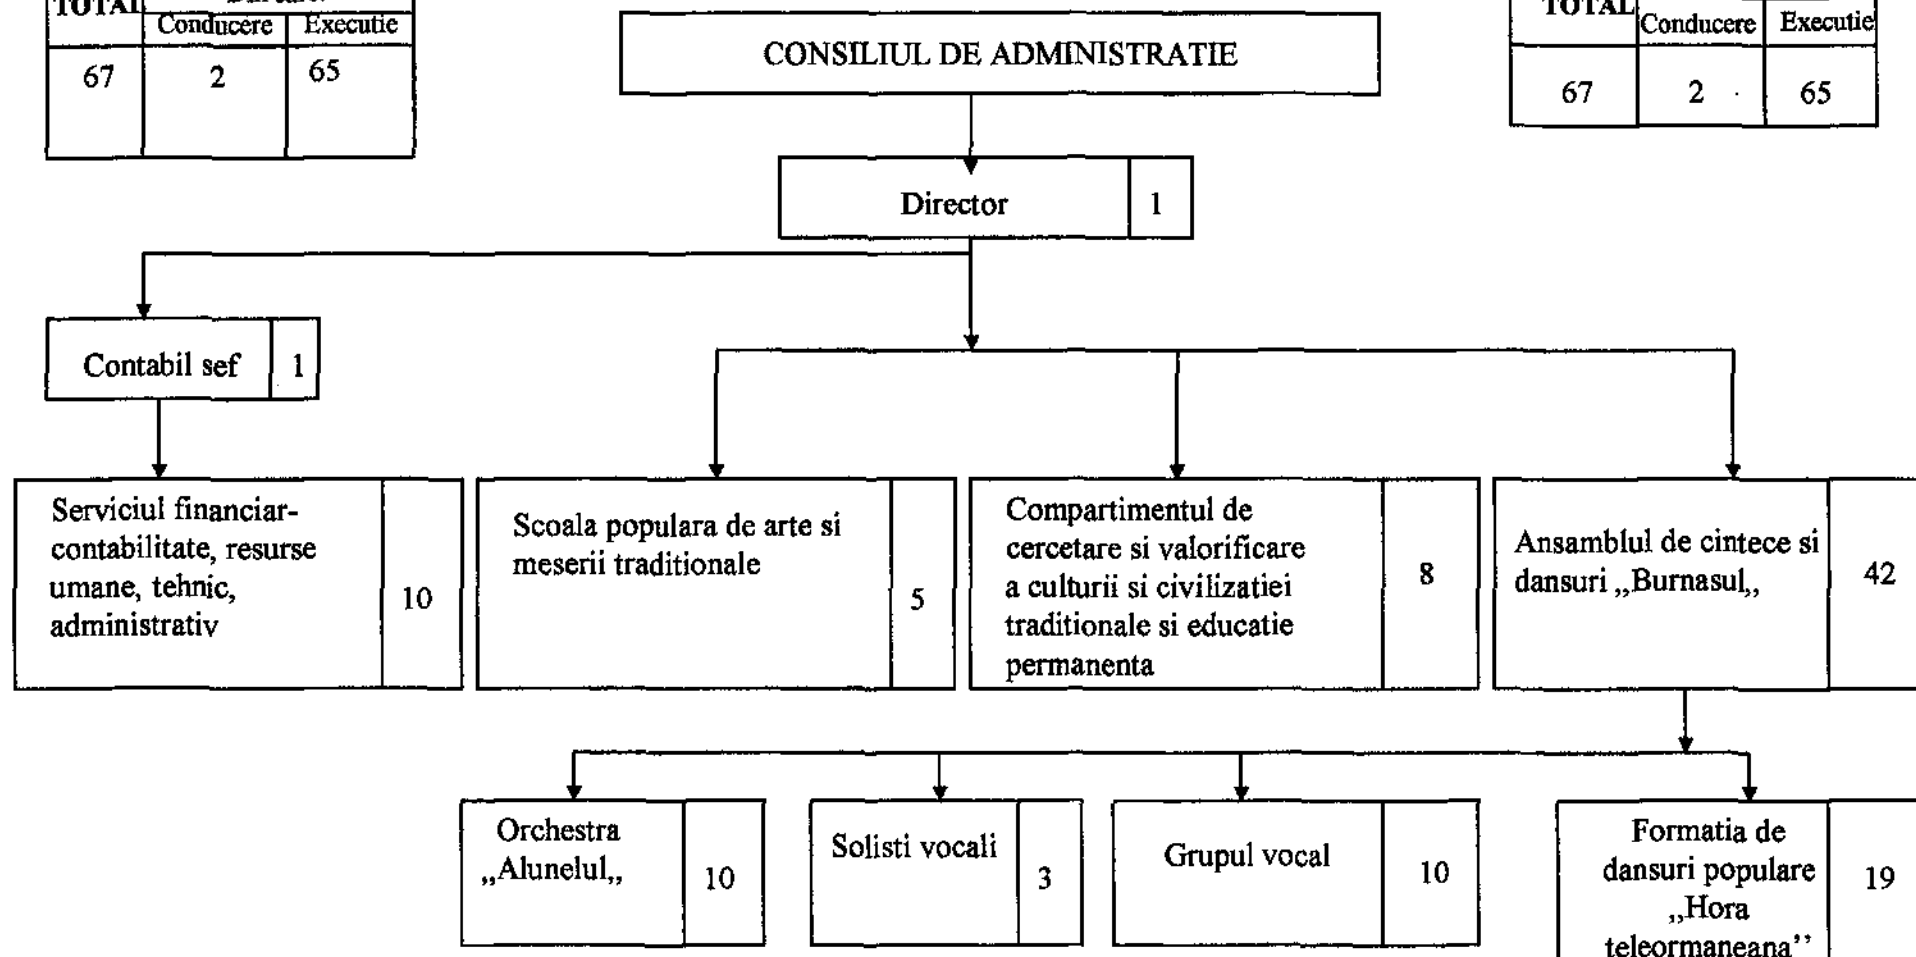 TOTAL
Conducere Executie
67 2 65
CONSILIUL DE ADMINISTRATIE
TOTAL
Conducere Executie
67 2 65
Director 1
Contabil sef 1
Serviciul financiar-
contabilitate, resurse
umane, tehnic,
administrativ
10
Scoala populara de arte si
meserii traditionale
5
Compartimentul de
cercetare si valorificare
a culturii si civilizatiei
traditionale si educatie
permanenta
8
Ansamblul de cintece si
dansuri ,,Burnasul,,
42
Orchestra
,,Alunelul,,
10
Solisti vocali
3
Grupul vocal
10
Formatia de
dansuri populare
,,Hora
teleormaneana’’
19